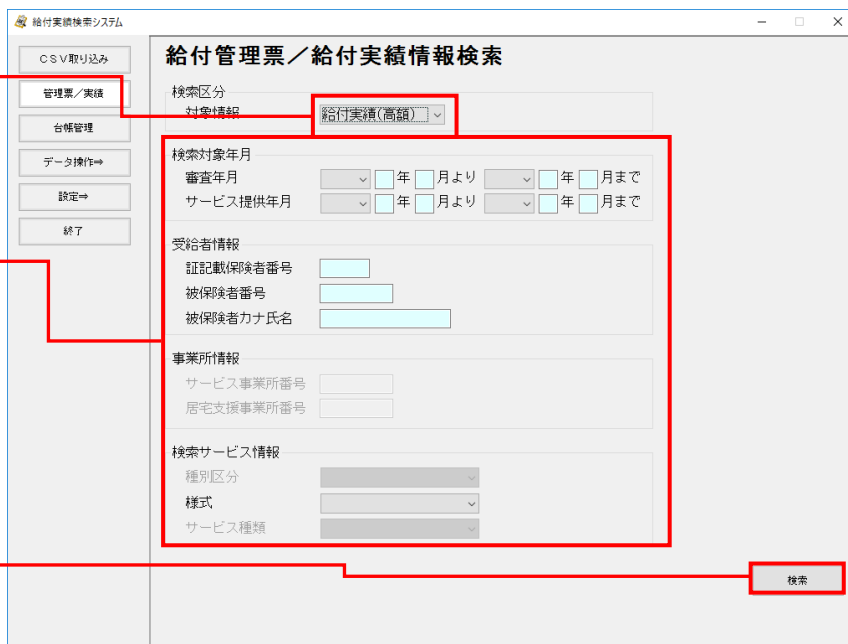 給付実績検索システム
CSV取り込み
管理票／実績
台帳管理
データ操作⇒
設定⇒
終了
給付管理票／給付実績情報検索
検索区分
対象情報 給付実績(高額)
検索対象年月
審査年月 年 月より 年 月まで
サービス提供年月 年 月より 年 月まで
受給者情報
証記載保険者番号
被保険者番号
被保険者カナ氏名
事業所情報
サービス事業所番号
居宅支援事業所番号
検索サービス情報
種別区分
様式
サービス種類
検索